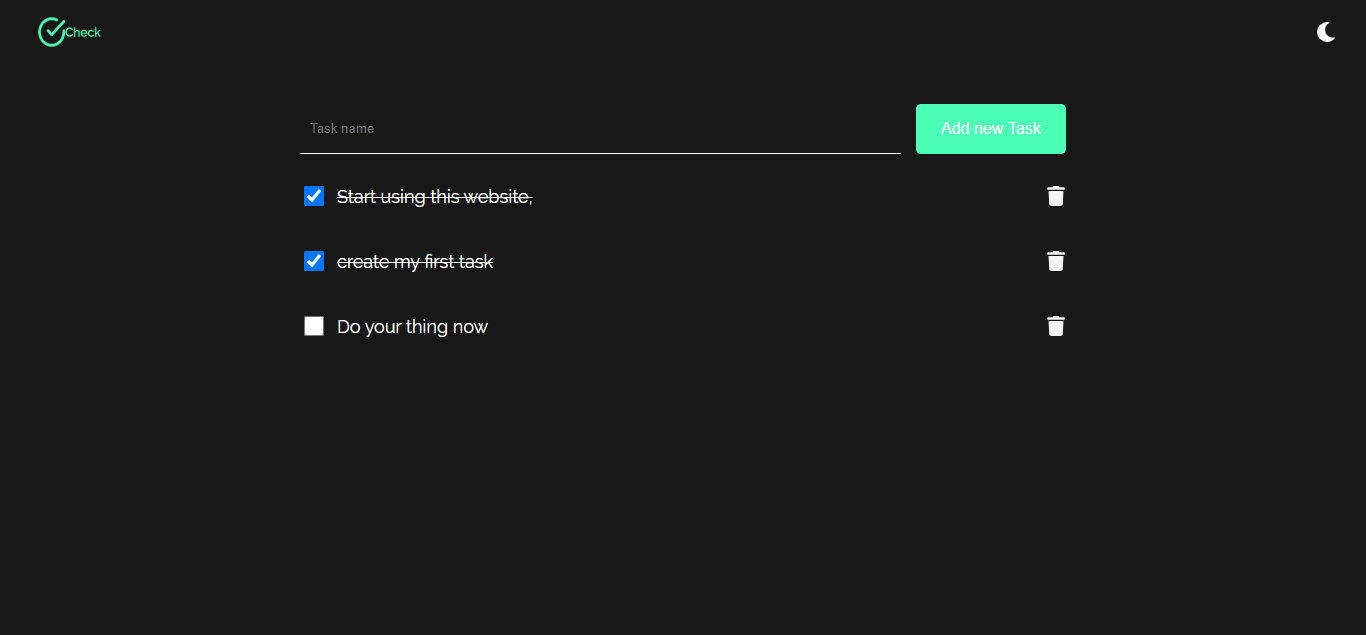 Check
Task name
Add new Task
Start using this website,
create my first task
Do your thing now